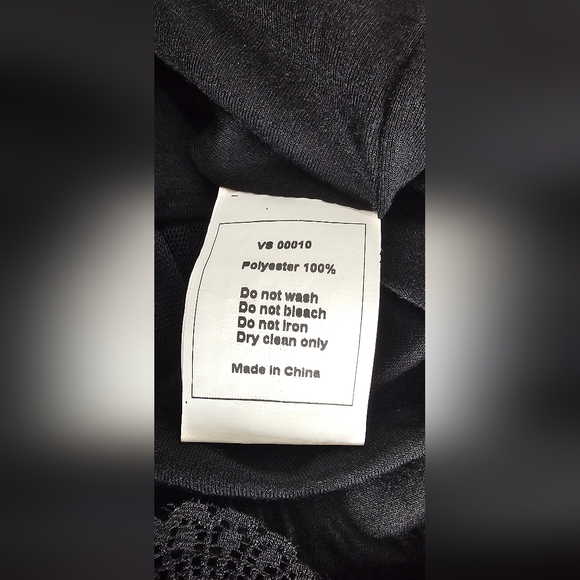 VS 00010
Polyester 100%
Do not wash
Do not bleach
Do not iron
Dry clean only
Made in China